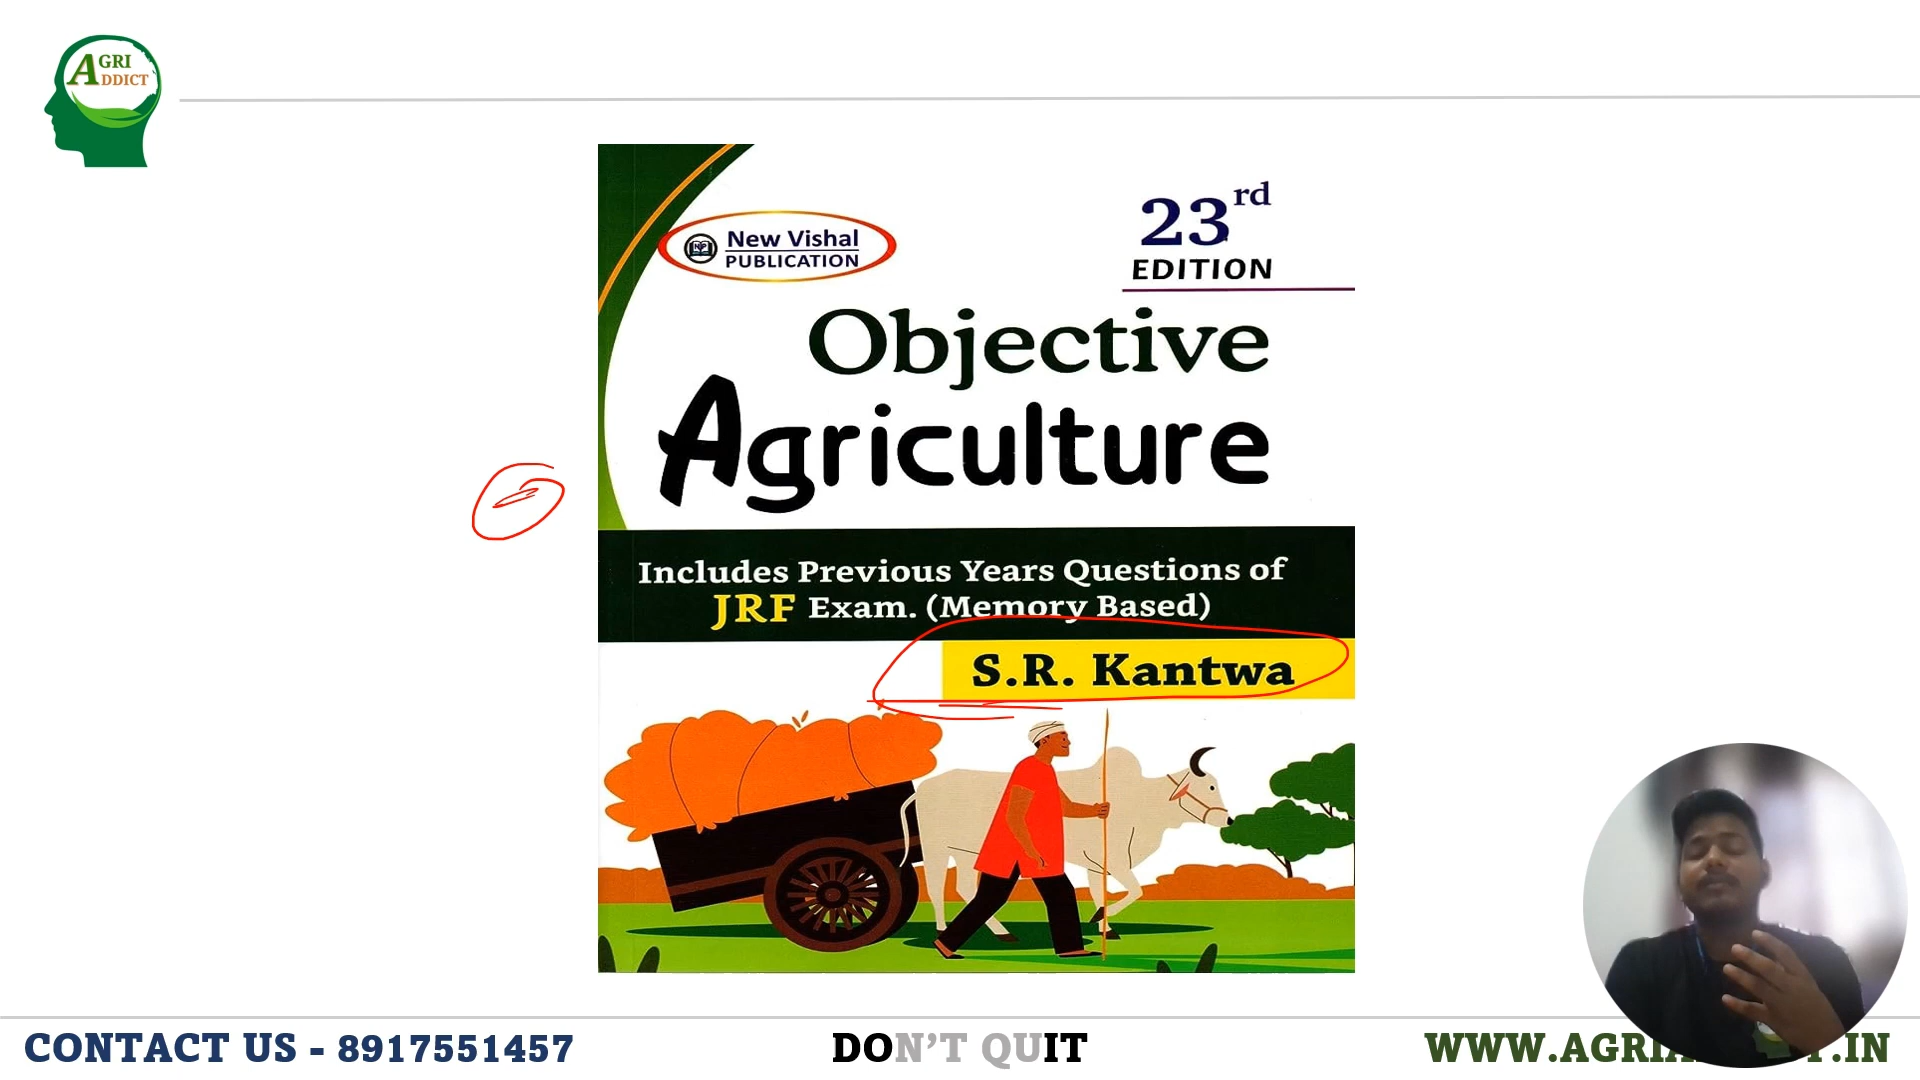 AGRI
ADDICT
New Vishal
PUBLICATION
23rd
EDITION
Objective
Agriculture
Includes Previous Years Questions of
JRF Exam. (Memory Based)
S.R. Kantwa
CONTACT US - 8917551457
DON'T QUIT